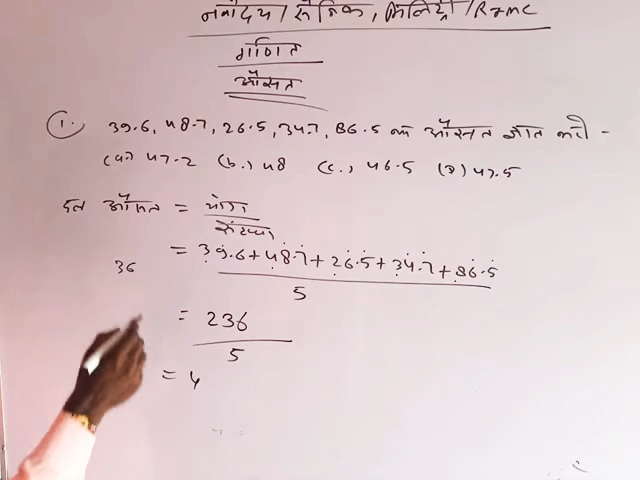 नवोदय/सैनिक, मिलिट्री/RIMC
गणित
औसत
1. 39.6, 48.7, 26.5, 34.7, 86.5 का औसत ज्ञात करो -
(a) 47.2 (b.) 48 (c.) 46.5 (d) 47.5
हल औसत = योग
संख्या
= 39.6+48.7+26.5+34.7+86.5
36
5
= 236
5
= 4